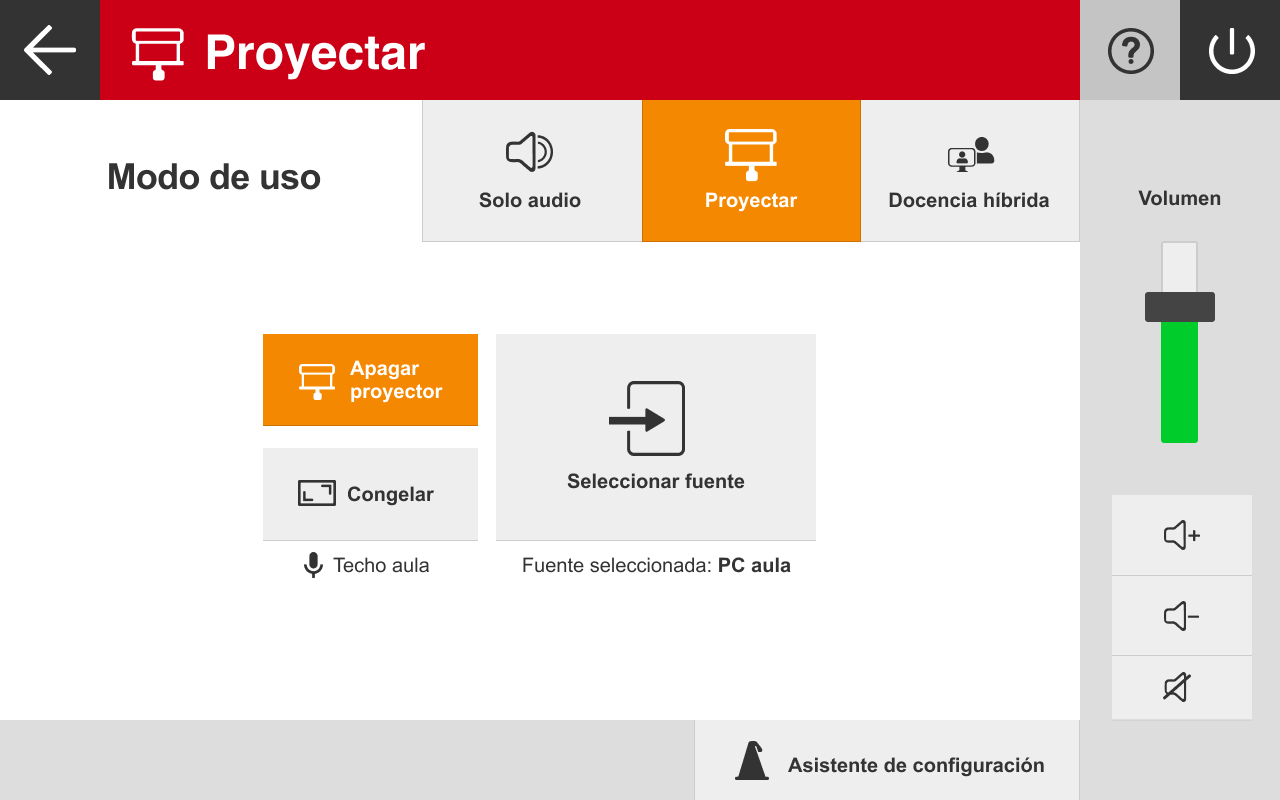 Proyectar
Modo de uso
Solo audio
Proyectar
Docencia híbrida
Volumen
Apagar
proyector
Congelar
Seleccionar fuente
Techo aula
Fuente seleccionada: PC aula
Asistente de configuración